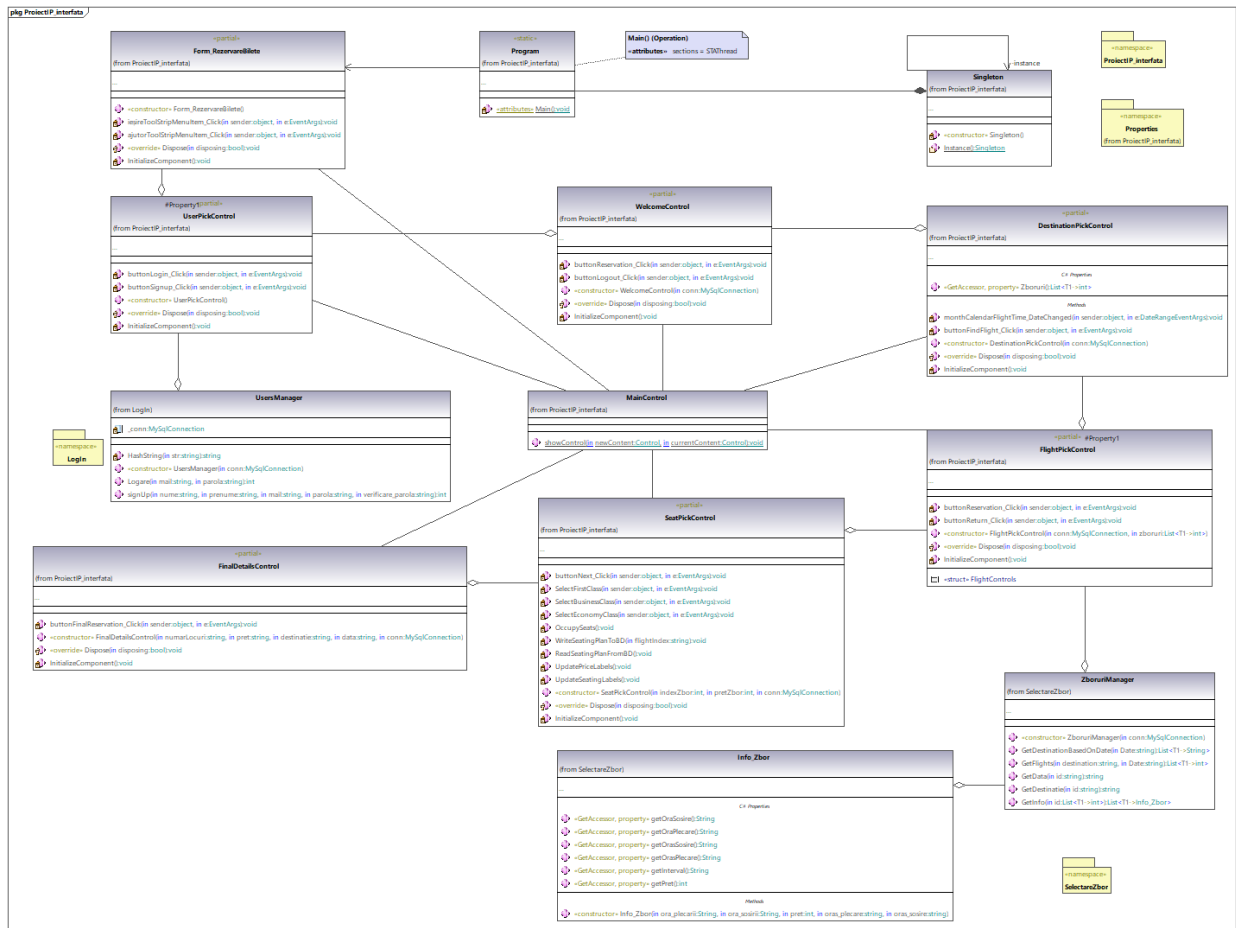 pkg ProiectIP_interfata
«partial»
Form_RezervareBilete
(from ProiectIP_interfata)
...
«constructor» Form_RezervareBilete()
iesireToolStripMenuItem_Click(in sender:object, in e:EventArgs):void
ajutorToolStripMenuItem_Click(in sender:object, in e:EventArgs):void
«override» Dispose(in disposing:bool):void
InitializeComponent():void
«static»
Program
(from ProiectIP_interfata)
...
«attributes» Main():void
Main() (Operation)
«attributes» sections = STAThread
-instance
Singleton
(from ProiectIP_interfata)
...
«constructor» Singleton()
Instance():Singleton
«namespace»
ProiectIP_interfata
«namespace»
Properties
(from ProiectIP_interfata)
#Property1
«partial»
UserPickControl
(from ProiectIP_interfata)
...
buttonLogin_Click(in sender:object, in e:EventArgs):void
buttonSignup_Click(in sender:object, in e:EventArgs):void
«constructor» UserPickControl()
«override» Dispose(in disposing:bool):void
InitializeComponent():void
«partial»
WelcomeControl
(from ProiectIP_interfata)
...
buttonReservation_Click(in sender:object, in e:EventArgs):void
buttonLogout_Click(in sender:object, in e:EventArgs):void
«constructor» WelcomeControl(in conn:MySqlConnection)
«override» Dispose(in disposing:bool):void
InitializeComponent():void
«partial»
DestinationPickControl
(from ProiectIP_interfata)
...
C# Properties
«GetAccessor, property» Zboruri():List<T1->int>
Methods
monthCalendarFlightTime_DateChanged(in sender:object, in e:DateRangeEventArgs):void
buttonFindFlight_Click(in sender:object, in e:EventArgs):void
«constructor» DestinationPickControl(in conn:MySqlConnection)
«override» Dispose(in disposing:bool):void
InitializeComponent():void
UsersManager
(from LogIn)
_conn:MySqlConnection
HashString(in str:string):string
«constructor» UsersManager(in conn:MySqlConnection)
Logare(in mail:string, in parola:string):int
signUp(in nume:string, in prenume:string, in mail:string, in parola:string, in verificare_parola:string):int
«namespace»
LogIn
MainControl
(from ProiectIP_interfata)
showControl(in newContent:Control, in currentContent:Control):void
«partial»
#Property1
FlightPickControl
(from ProiectIP_interfata)
...
buttonReservation_Click(in sender:object, in e:EventArgs):void
buttonReturn_Click(in sender:object, in e:EventArgs):void
«constructor» FlightPickControl(in conn:MySqlConnection, in zboruri:List<T1->int>)
«override» Dispose(in disposing:bool):void
InitializeComponent():void
«struct» FlightControls
«partial»
SeatPickControl
(from ProiectIP_interfata)
...
buttonNext_Click(in sender:object, in e:EventArgs):void
SelectFirstClass(in sender:object, in e:EventArgs):void
SelectBusinessClass(in sender:object, in e:EventArgs):void
SelectEconomyClass(in sender:object, in e:EventArgs):void
OccupySeats():void
WriteSeatingPlanToBD(in flightIndex:string):void
ReadSeatingPlanFromBD():void
UpdatePriceLabels():void
UpdateSeatingLabels():void
«constructor» SeatPickControl(in indexZbor:int, in pretZbor:int, in conn:MySqlConnection)
«override» Dispose(in disposing:bool):void
InitializeComponent():void
«partial»
FinalDetailsControl
(from ProiectIP_interfata)
...
buttonFinalReservation_Click(in sender:object, in e:EventArgs):void
«constructor» FinalDetailsControl(in numarLocuri:string, in pret:string, in destinatie:string, in data:string, in conn:MySqlConnection)
«override» Dispose(in disposing:bool):void
InitializeComponent():void
ZboruriManager
(from SelectareZbor)
...
«constructor» ZboruriManager(in conn:MySqlConnection)
GetDestinationBasedOnDate(in Date:string):List<T1->String>
GetFlights(in destination:string, in Date:string):List<T1->int>
GetData(in id:string):string
GetDestinatie(in id:string):string
GetInfo(in id:List<T1->int>):List<T1->Info_Zbor>
Info_Zbor
(from SelectareZbor)
...
C# Properties
«GetAccessor, property» getOraSosire():String
«GetAccessor, property» getOraPlecare():String
«GetAccessor, property» getOrasSosire():String
«GetAccessor, property» getOrasPlecare():String
«GetAccessor, property» getInterval():String
«GetAccessor, property» getPret():int
Methods
«constructor» Info_Zbor(in ora_plecarii:String, in ora_sosirii:String, in pret:int, in oras_plecare:string, in oras_sosire:string)
«namespace»
SelectareZbor